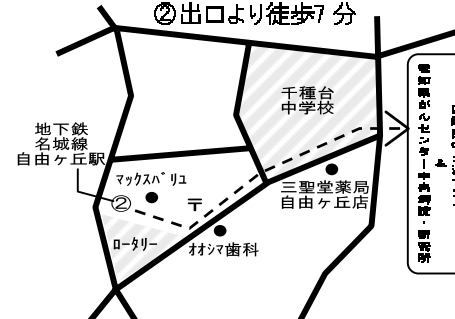 ②出口より徒歩7分
千種台
中学校
地下鉄
名城線
自由ヶ丘駅
マックスバリュ
②
〒
三聖堂薬局
自由ヶ丘店
ロータリー
オオシマ歯科
愛知県がんセンター中央病院・研究所